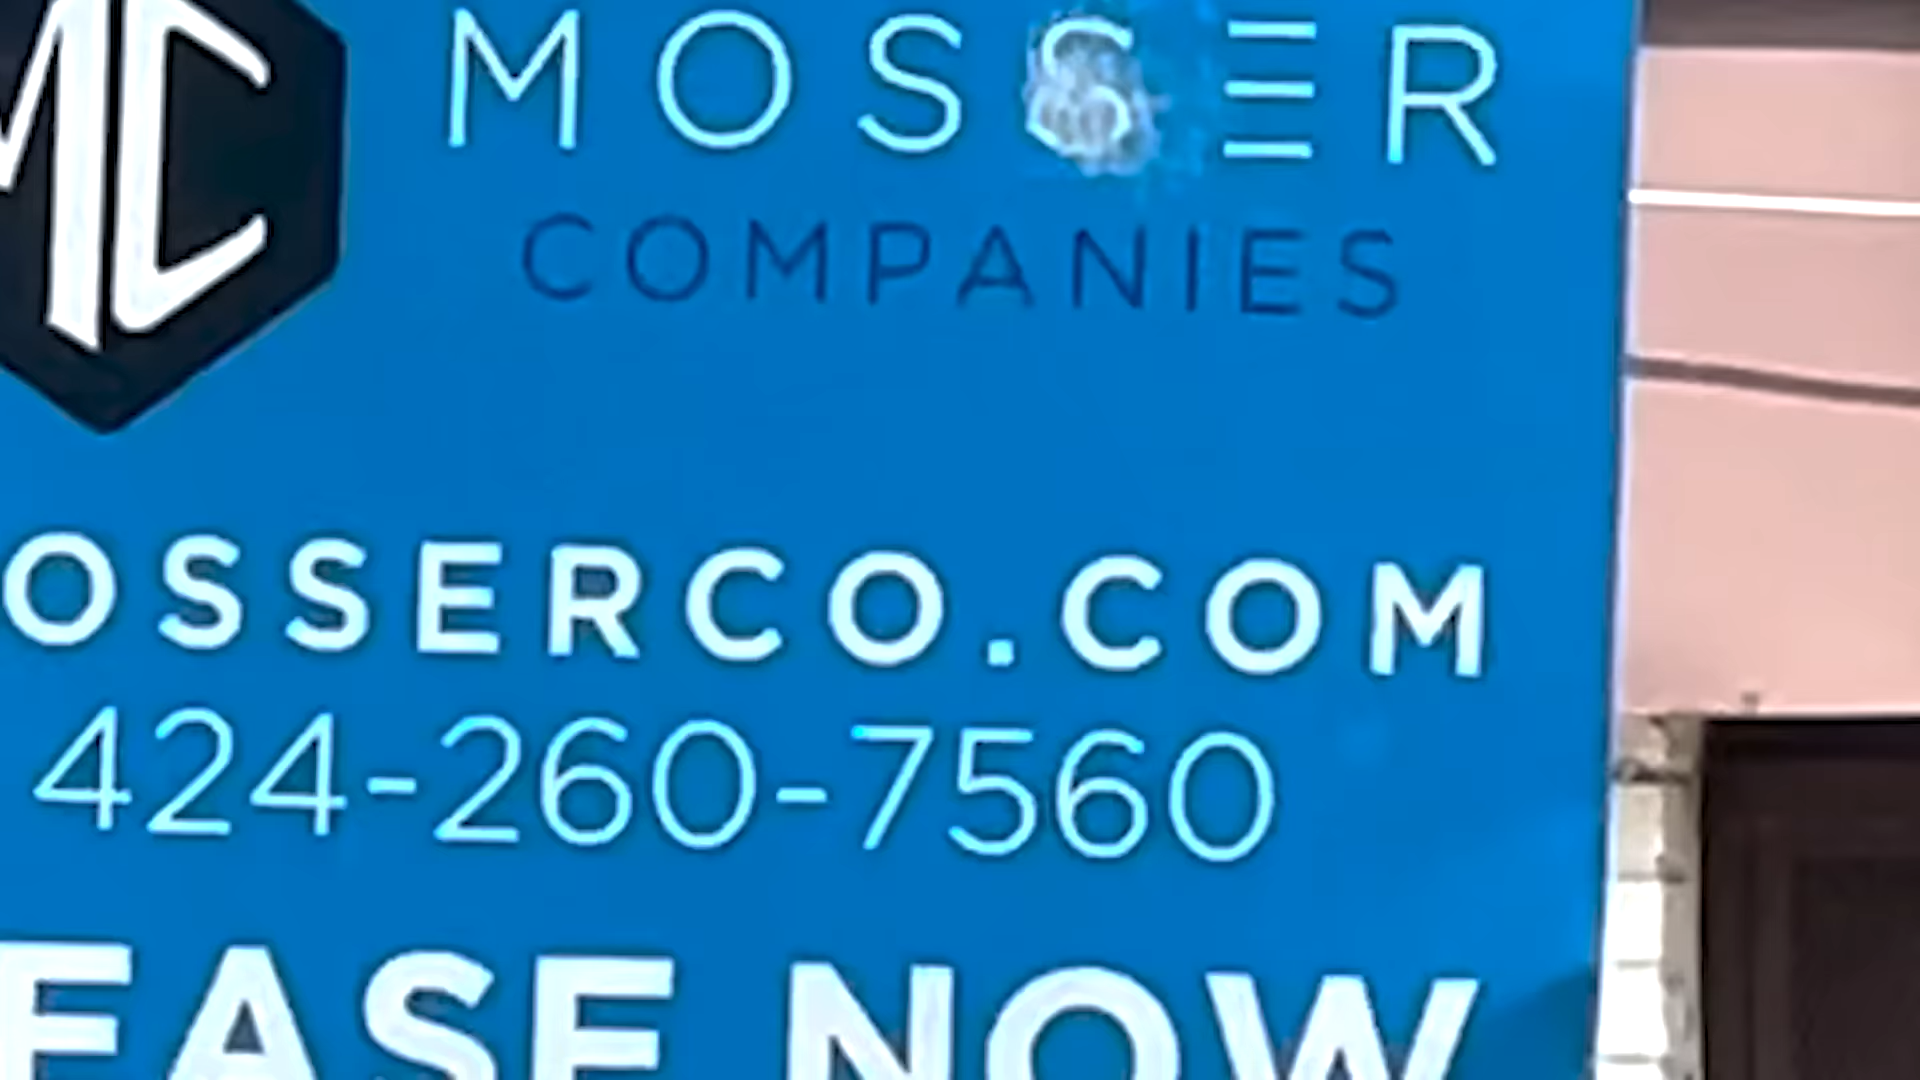 MC
MOSSER
COMPANIES
OSSERCO.COM
424-260-7560
EASE NOW